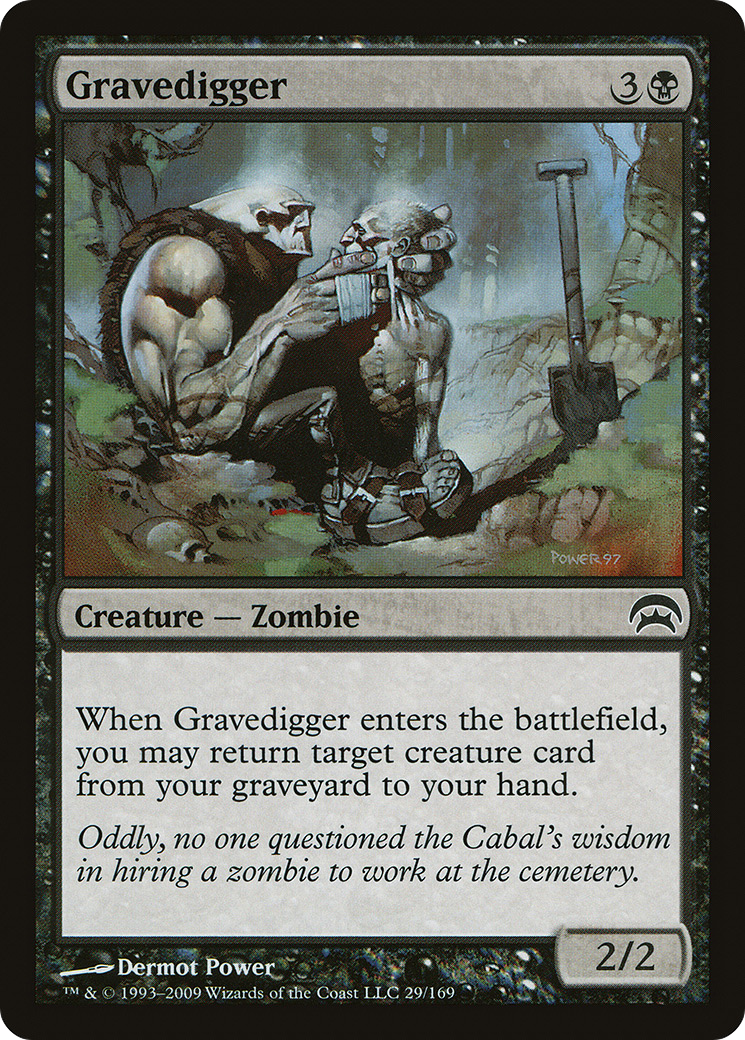 Gravedigger 3
POWER 97
Creature — Zombie
When Gravedigger enters the battlefield,
you may return target creature card
from your graveyard to your hand.
Oddly, no one questioned the Cabal's wisdom
in hiring a zombie to work at the cemetery.
2/2
Dermot Power
™ & © 1993–2009 Wizards of the Coast LLC 29/169